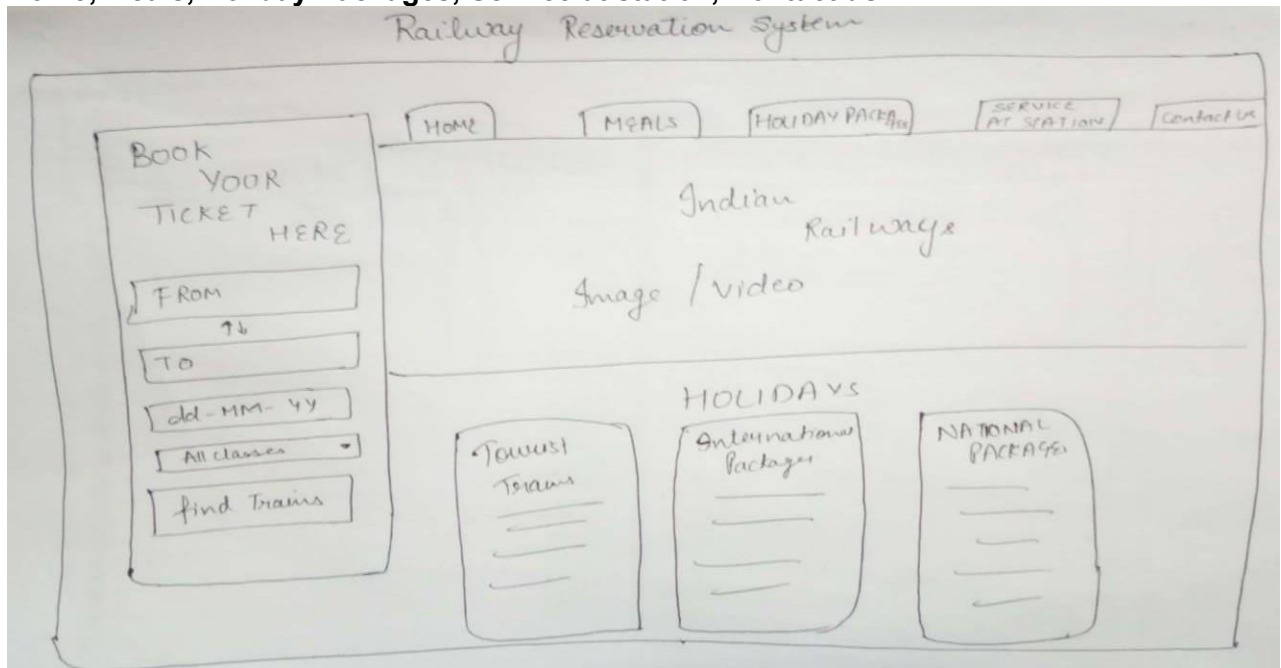 Railway Reservation System
HOME
MEALS
HOLIDAY PACKAGES
SERVICE
AT STATION
Contact us
BOOK
YOUR
TICKET
HERE
FROM
↑↓
TO
dd-MM-YY
All classes
find Trains
Indian
Railways
Image / video
HOLIDAYS
Tourist
Trains
International
Packages
NATIONAL
PACKAGES